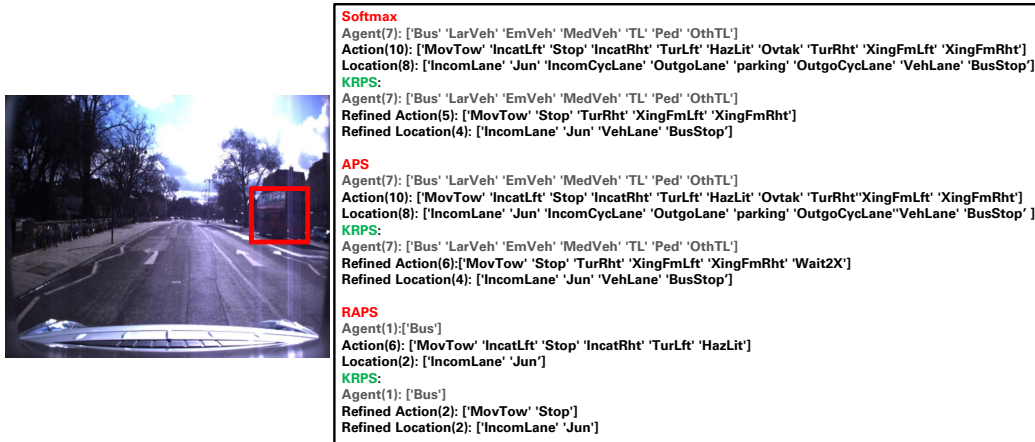 Softmax
Agent(7): ['Bus' 'LarVeh' 'EmVeh' 'MedVeh' 'TL' 'Ped' 'OthTL']
Action(10): ['MovTow' 'IncatLft' 'Stop' 'IncatRht' 'TurLft' 'HazLit' 'Ovtak' 'TurRht' 'XingFmLft' 'XingFmRht']
Location(8): ['IncomLane' 'Jun' 'IncomCycLane' 'OutgoLane' 'parking' 'OutgoCycLane' 'VehLane' 'BusStop']
KRPS:
Agent(7): ['Bus' 'LarVeh' 'EmVeh' 'MedVeh' 'TL' 'Ped' 'OthTL']
Refined Action(5): ['MovTow' 'Stop' 'TurRht' 'XingFmLft' 'XingFmRht']
Refined Location(4): ['IncomLane' 'Jun' 'VehLane' 'BusStop']
APS
Agent(7): ['Bus' 'LarVeh' 'EmVeh' 'MedVeh' 'TL' 'Ped' 'OthTL']
Action(10): ['MovTow' 'IncatLft' 'Stop' 'IncatRht' 'TurLft' 'HazLit' 'Ovtak' 'TurRht''XingFmLft' 'XingFmRht']
Location(8): ['IncomLane' 'Jun' 'IncomCycLane' 'OutgoLane' 'parking' 'OutgoCycLane''VehLane' 'BusStop' ]
KRPS:
Agent(7): ['Bus' 'LarVeh' 'EmVeh' 'MedVeh' 'TL' 'Ped' 'OthTL']
Refined Action(6):['MovTow' 'Stop' 'TurRht' 'XingFmLft' 'XingFmRht' 'Wait2X']
Refined Location(4): ['IncomLane' 'Jun' 'VehLane' 'BusStop']
RAPS
Agent(1):['Bus']
Action(6): ['MovTow' 'IncatLft' 'Stop' 'IncatRht' 'TurLft' 'HazLit']
Location(2): ['IncomLane' 'Jun']
KRPS:
Agent(1): ['Bus']
Refined Action(2): ['MovTow' 'Stop']
Refined Location(2): ['IncomLane' 'Jun']